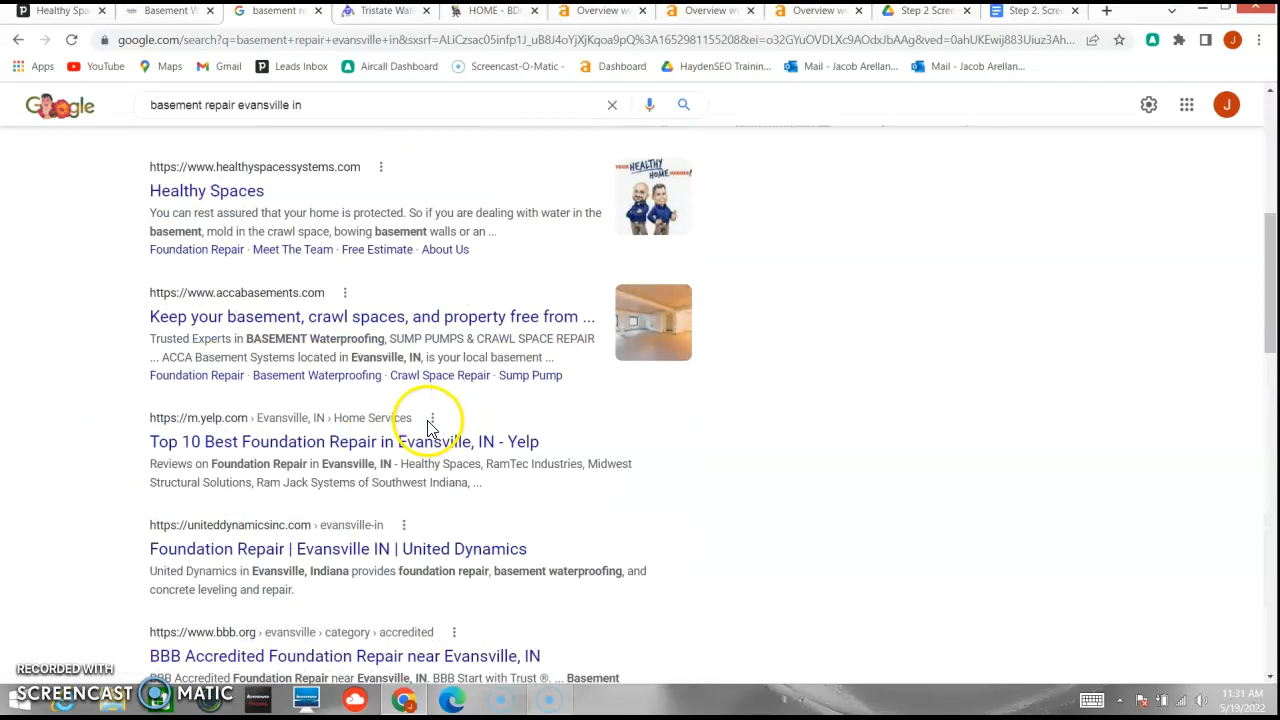 Healthy Spa
Basement W
basement re
Tristate Wat
HOME - BD
Overview w
Overview w
Overview w
Step 2 Scree
Step 2. Scre
google.com/search?q=basement+repair+evansville+in&sxsrf=
Apps
YouTube
Maps
Gmail
Leads Inbox
Aircall Dashboard
Screencast-O-Matic -
Dashboard
HaydenSEO Trainin...
Mail - Jacob Arellan...
Mail - Jacob Arellan...
Google
basement repair evansville in
J
https://www.healthyspacessystems.com
Healthy Spaces
You can rest assured that your home is protected. So if you are dealing with water in the
basement, mold in the crawl space, bowing basement walls or an ...
Foundation Repair · Meet The Team · Free Estimate · About Us
YOUR HEALTHY HOME HEROES!
https://www.accabasements.com
Keep your basement, crawl spaces, and property free from ...
Trusted Experts in BASEMENT Waterproofing, SUMP PUMPS & CRAWL SPACE REPAIR
... ACCA Basement Systems located in Evansville, IN, is your local basement ...
Foundation Repair · Basement Waterproofing · Crawl Space Repair · Sump Pump
https://m.yelp.com › Evansville, IN › Home Services
Top 10 Best Foundation Repair in Evansville, IN - Yelp
Reviews on Foundation Repair in Evansville, IN - Healthy Spaces, RamTec Industries, Midwest
Structural Solutions, Ram Jack Systems of Southwest Indiana, ...
https://uniteddynamicsinc.com › evansville-in
Foundation Repair | Evansville IN | United Dynamics
United Dynamics in Evansville, Indiana provides foundation repair, basement waterproofing, and
concrete leveling and repair.
https://www.bbb.org › evansville › category › accredited
BBB Accredited Foundation Repair near Evansville, IN
BBB Accredited Foundation Repair near Evansville, IN. BBB Start with Trust ®. ... Basement
RECORDED WITH
SCREENCAST MATIC
11:31 AM
5/19/2022